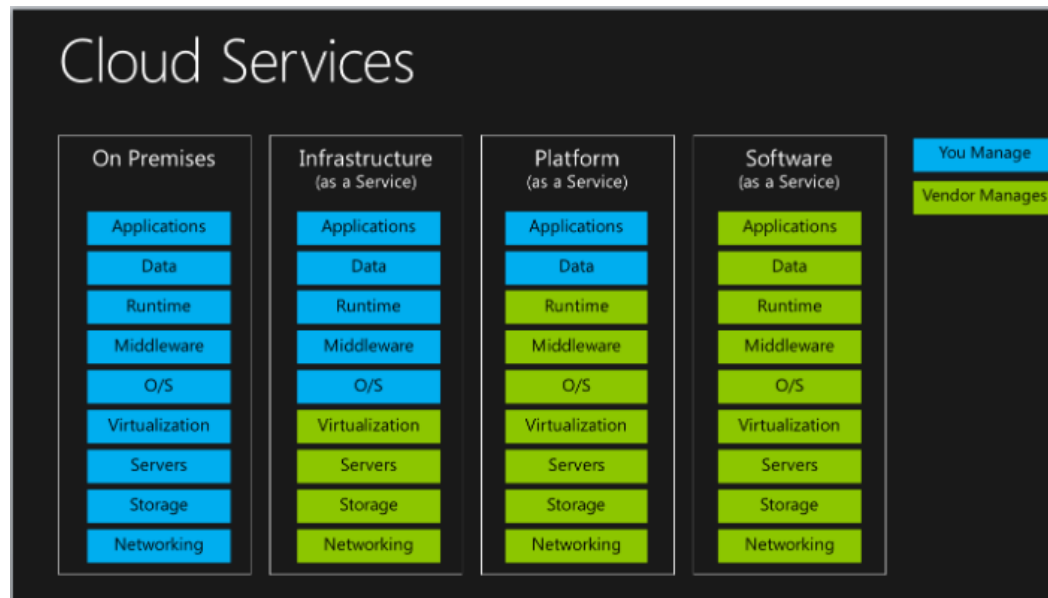 Cloud Services
On Premises
Applications
Data
Runtime
Middleware
O/S
Virtualization
Servers
Storage
Networking
Infrastructure
(as a Service)
Applications
Data
Runtime
Middleware
O/S
Virtualization
Servers
Storage
Networking
Platform
(as a Service)
Applications
Data
Runtime
Middleware
O/S
Virtualization
Servers
Storage
Networking
Software
(as a Service)
Applications
Data
Runtime
Middleware
O/S
Virtualization
Servers
Storage
Networking
You Manage
Vendor Manages